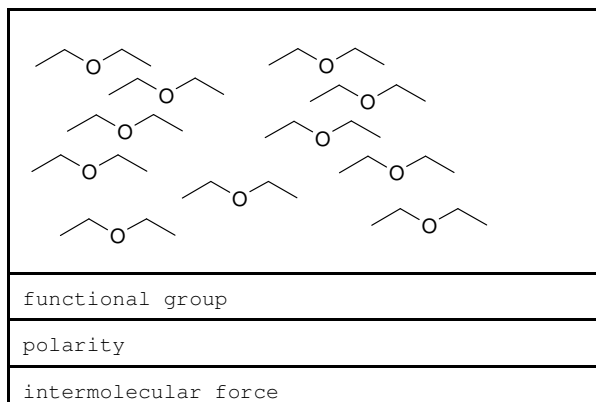 O O
O O
O O
O O
O
O O
functional group
polarity
intermolecular force